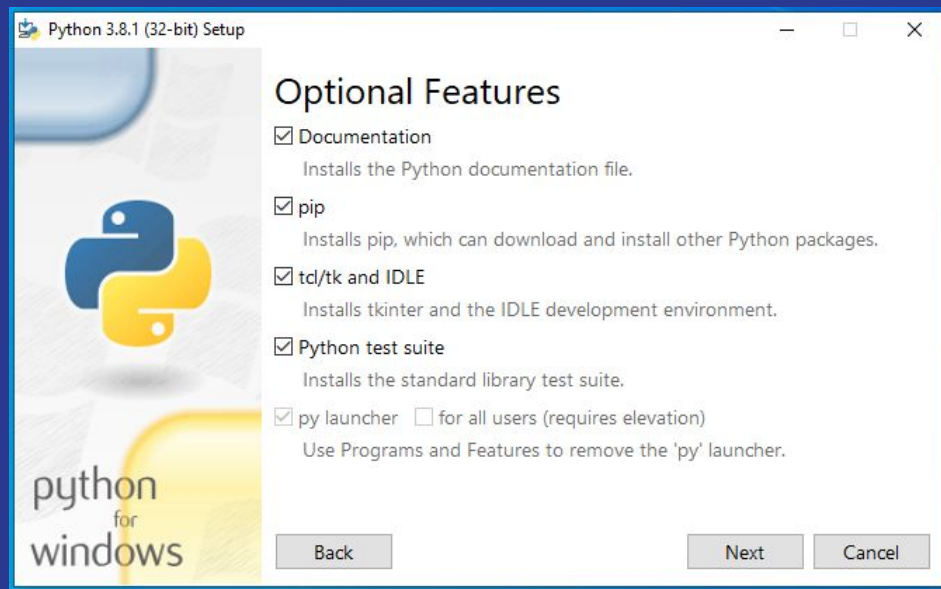 Python 3.8.1 (32-bit) Setup
Optional Features
Documentation
Installs the Python documentation file.
pip
Installs pip, which can download and install other Python packages.
tcl/tk and IDLE
Installs tkinter and the IDLE development environment.
Python test suite
Installs the standard library test suite.
py launcher for all users (requires elevation)
Use Programs and Features to remove the 'py' launcher.
python
for
windows
Back Next Cancel